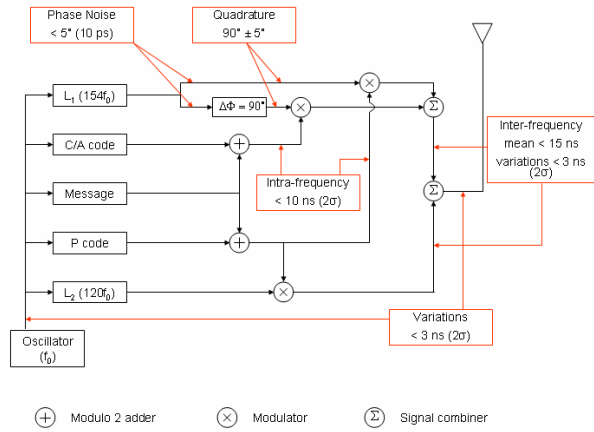 Phase Noise
< 5° (10 ps)
Quadrature
90° ± 5°
L1 (154f0)
ΔΦ = 90°
×
×
Σ
C/A code
+
Inter-frequency
mean < 15 ns
variations < 3 ns
(2σ)
Message
Intra-frequency
< 10 ns (2σ)
Σ
P code
+
L2 (120f0)
×
Variations
< 3 ns (2σ)
Oscillator
(f0)
+ Modulo 2 adder × Modulator Σ Signal combiner